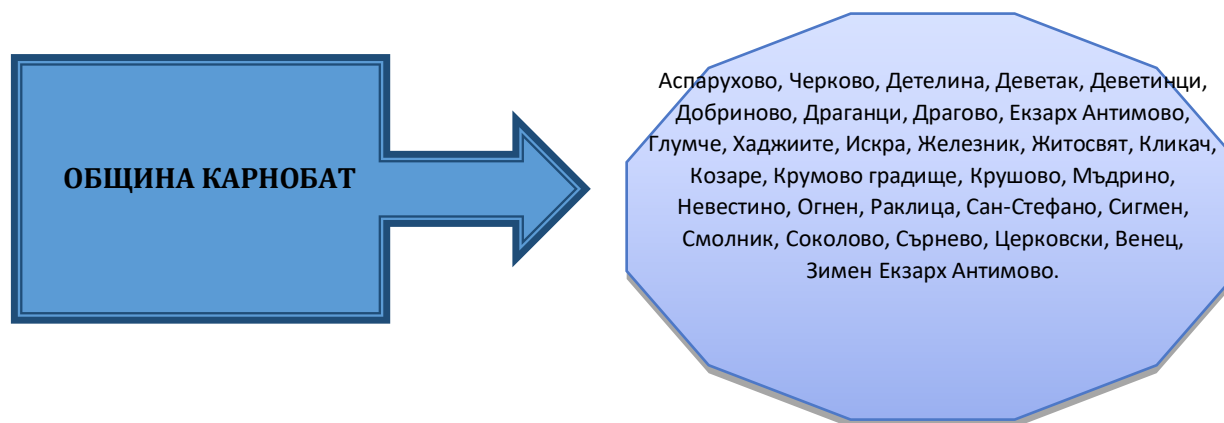 ОБЩИНА КАРНОБАТ
Аспарухово, Черково, Детелина, Деветак, Деветинци,
Добриново, Драганци, Драгово, Екзарх Антимово,
Глумче, Хаджиите, Искра, Железник, Житосвят, Кликач,
Козаре, Крумово градище, Крушово, Мъдрино,
Невестино, Огнен, Раклица, Сан-Стефано, Сигмен,
Смолник, Соколово, Сърнево, Церковски, Венец,
Зимен Екзарх Антимово.